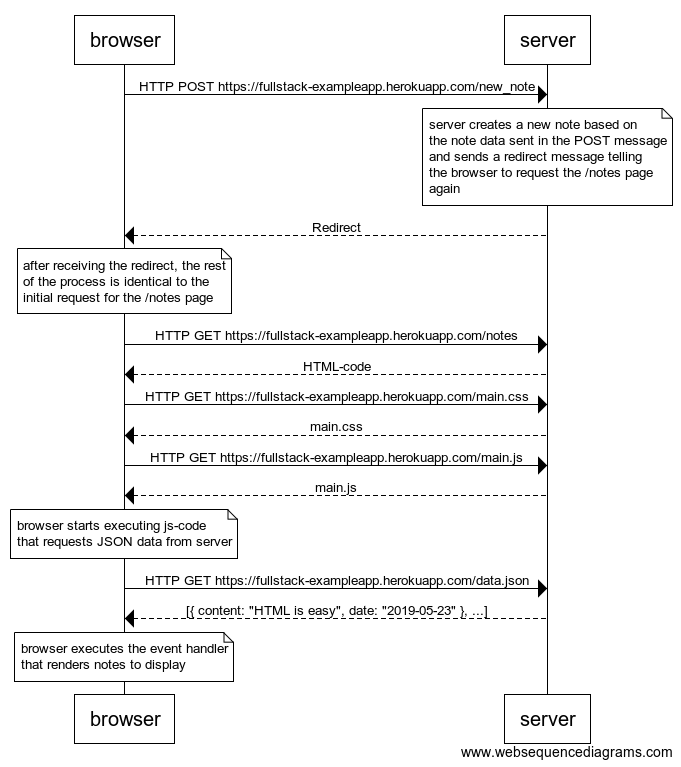 browser
server
HTTP POST https://fullstack-exampleapp.herokuapp.com/new_note
server creates a new note based on
the note data sent in the POST message
and sends a redirect message telling
the browser to request the /notes page
again
Redirect
after receiving the redirect, the rest
of the process is identical to the
initial request for the /notes page
HTTP GET https://fullstack-exampleapp.herokuapp.com/notes
HTML-code
HTTP GET https://fullstack-exampleapp.herokuapp.com/main.css
main.css
HTTP GET https://fullstack-exampleapp.herokuapp.com/main.js
main.js
browser starts executing js-code
that requests JSON data from server
HTTP GET https://fullstack-exampleapp.herokuapp.com/data.json
[{ content: "HTML is easy", date: "2019-05-23" }, ...]
browser executes the event handler
that renders notes to display
browser
server
www.websequencediagrams.com